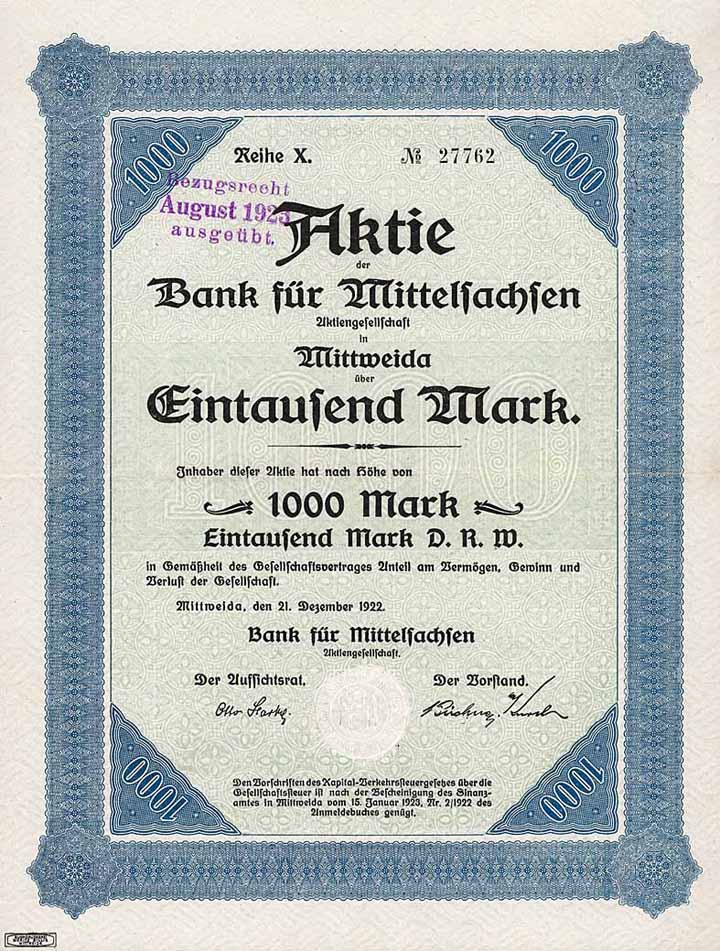 1000
1000
Reihe X.
№ 27762
Bezugsrecht
August 1923
ausgeübt.
Aktie
der
Bank für Mittelsachsen
Aktiengesellschaft
in
Mittweida
über
Eintausend Mark.
1000
Inhaber dieser Aktie hat nach Höhe von
1000 Mark
Eintausend Mark D. R. W.
in Gemäßheit des Gesellschaftsvertrages Anteil am Vermögen, Gewinn und
Verlust der Gesellschaft.
Mittweida, den 21. Dezember 1922.
Bank für Mittelsachsen
Aktiengesellschaft.
Der Aufsichtsrat.
Der Vorstand.
Otto
Den Vorschriften des Kapital-Verkehrssteuergesetzes über die
Gesellschaftssteuer ist nach der Bescheinigung des Finanz-
amtes in Mittweida vom 15. Januar 1923, Nr. 2/1922 des
Anmeldebuches genügt.
1000
1000